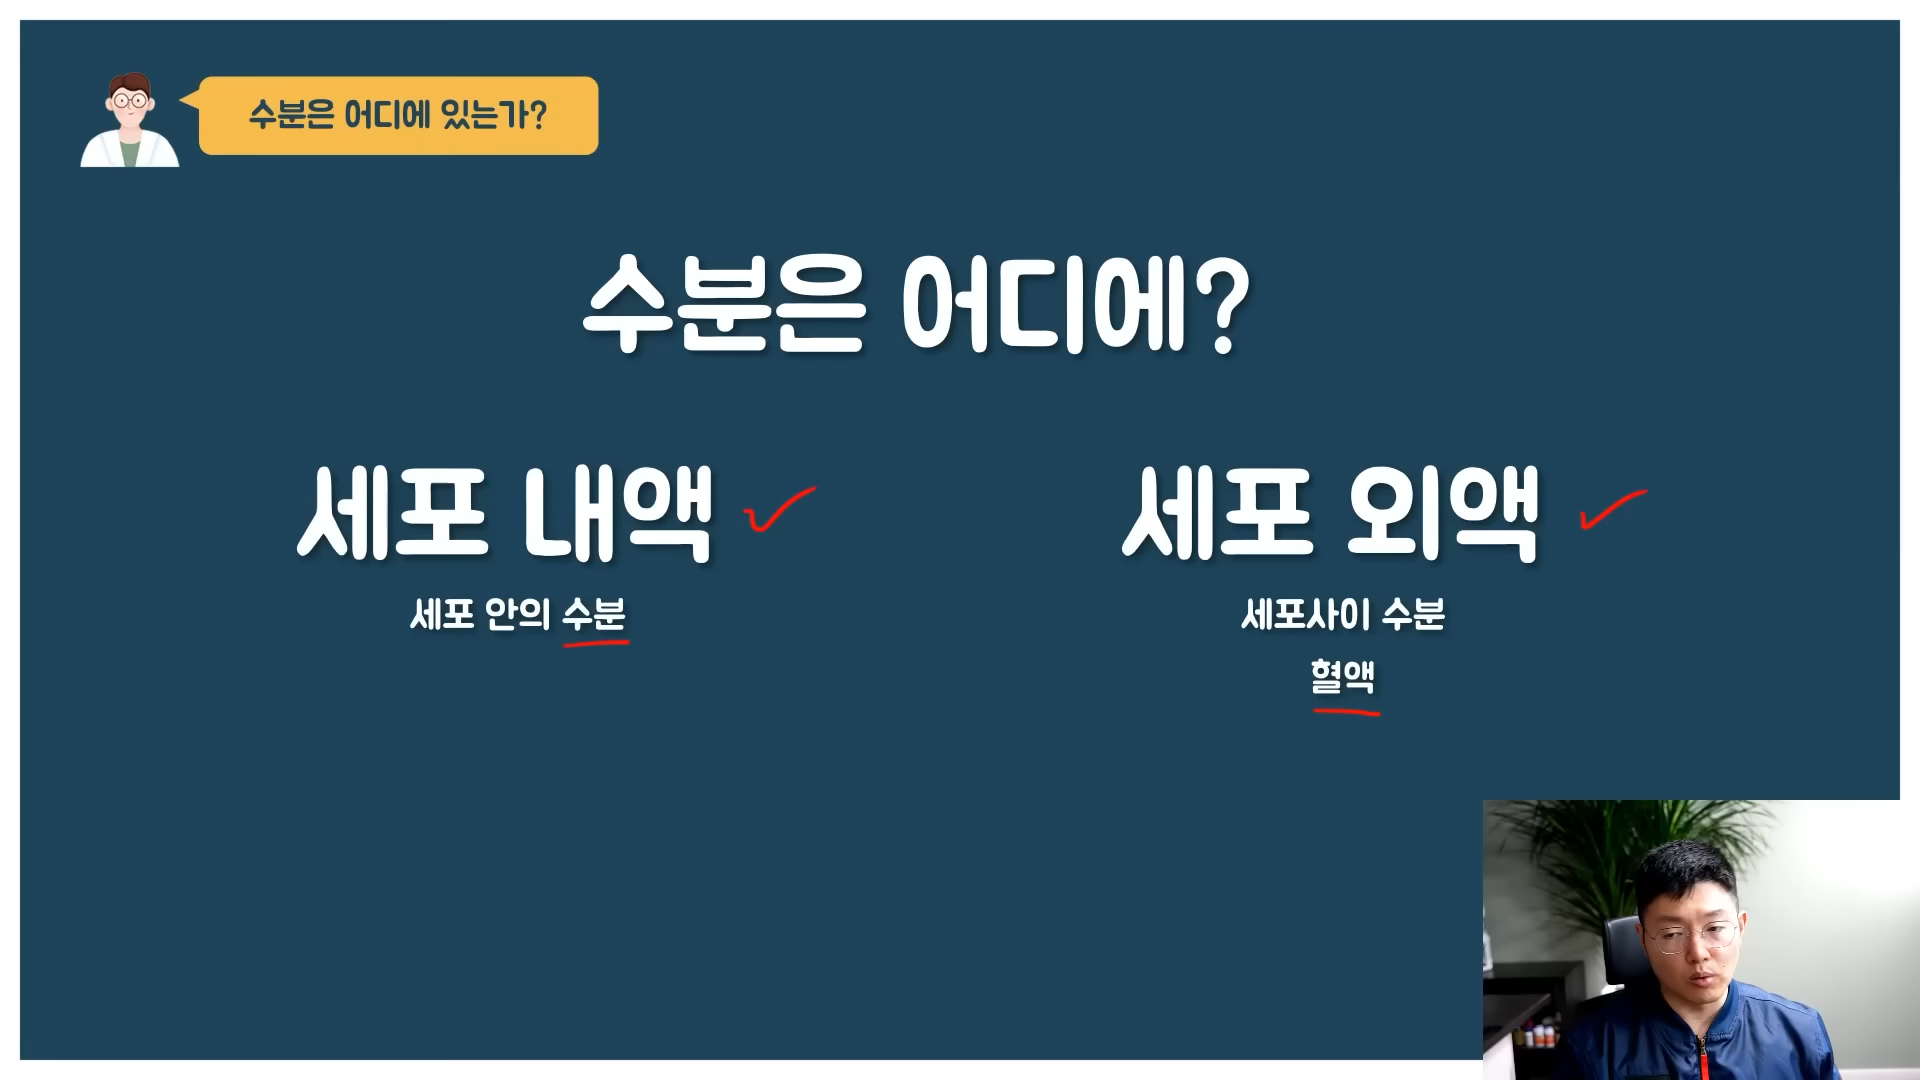 수분은 어디에 있는가?
수분은 어디에?
세포 내액
세포 안의 수분
세포 외액
세포사이 수분
혈액